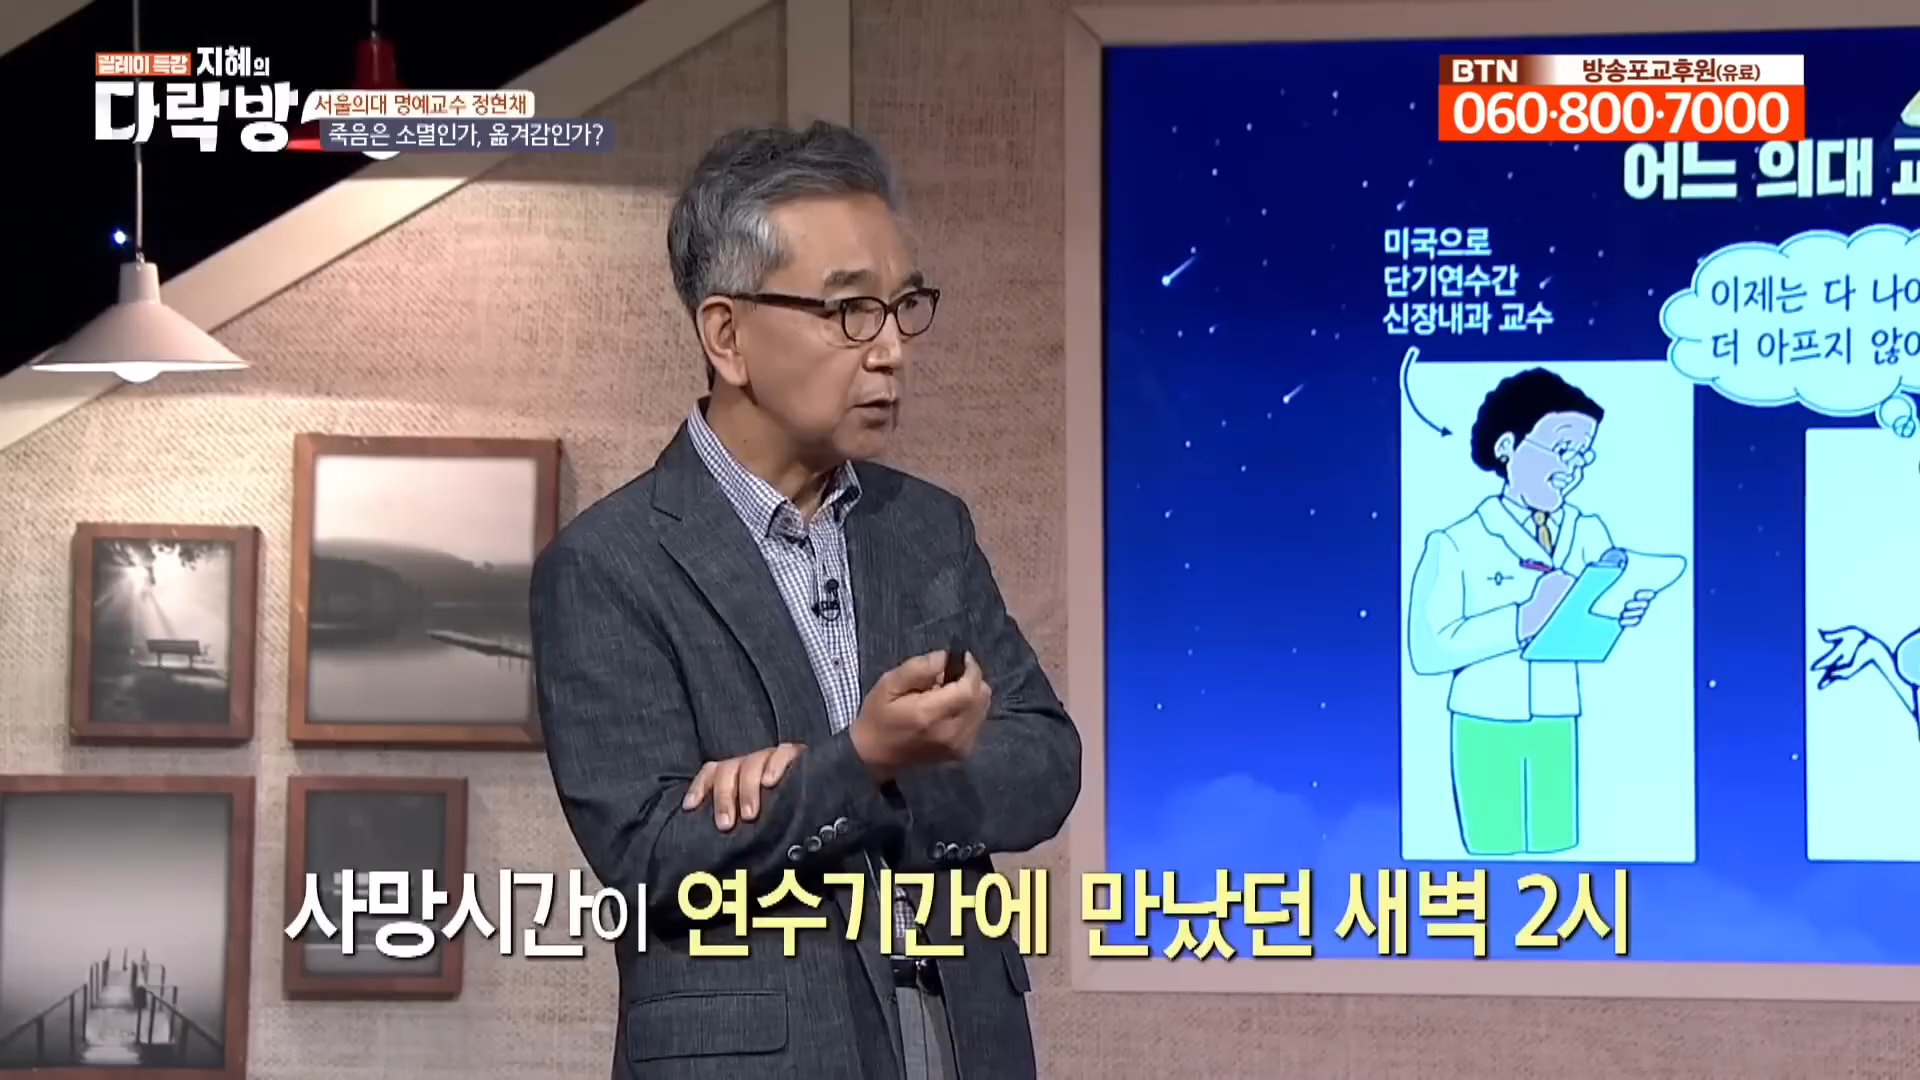 릴레이 특강 지혜의
다락방
서울의대 명예교수 정현채
죽음은 소멸인가, 옮겨감인가?
BTN 방송포교후원(유료)
060·800·7000
어느 의대
미국으로
단기연수간
신장내과 교수
이제는 다
더 아프지
사망시간이 연수기간에 만났던 새벽 2시